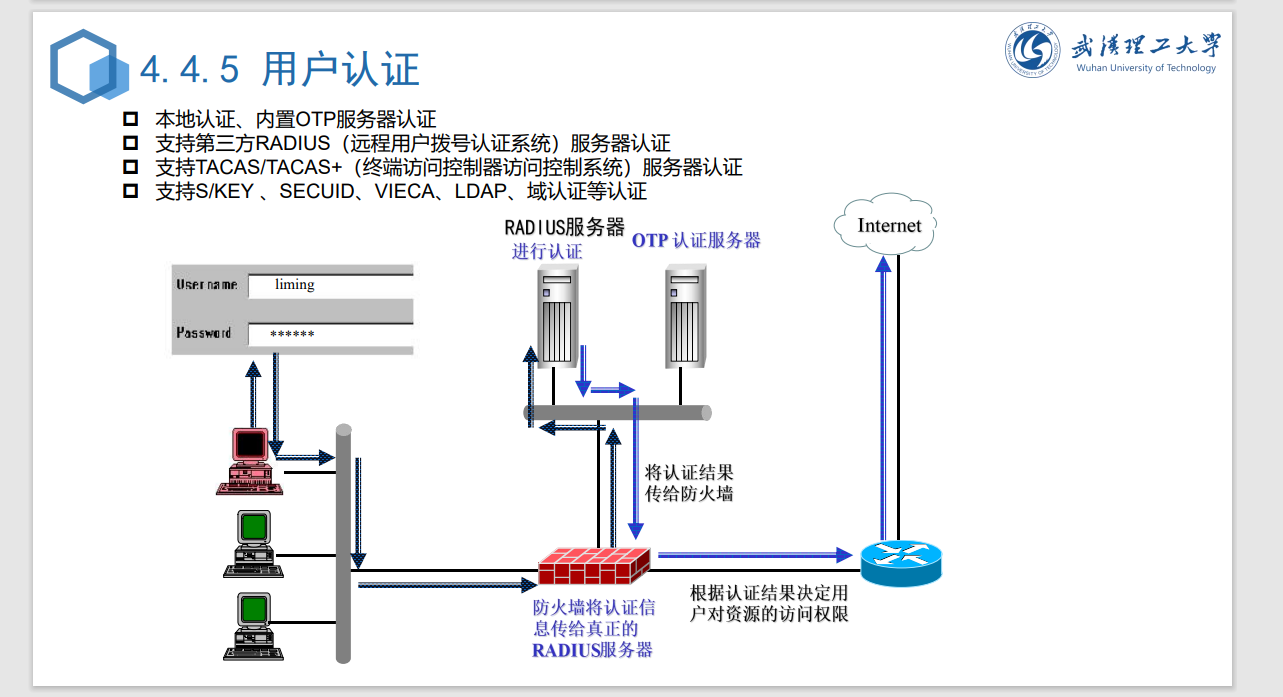 4.4.5 用户认证
武汉理工大学
Wuhan University of Technology
本地认证、内置OTP服务器认证
支持第三方RADIUS（远程用户拨号认证系统）服务器认证
支持TACAS/TACAS+（终端访问控制器访问控制系统）服务器认证
支持S/KEY 、SECUID、VIECA、LDAP、域认证等认证
RADIUS服务器
进行认证
OTP 认证服务器
Internet
Username
liming
Password
******
将认证结果
传给防火墙
防火墙将认证信
息传给真正的
RADIUS服务器
根据认证结果决定用
户对资源的访问权限